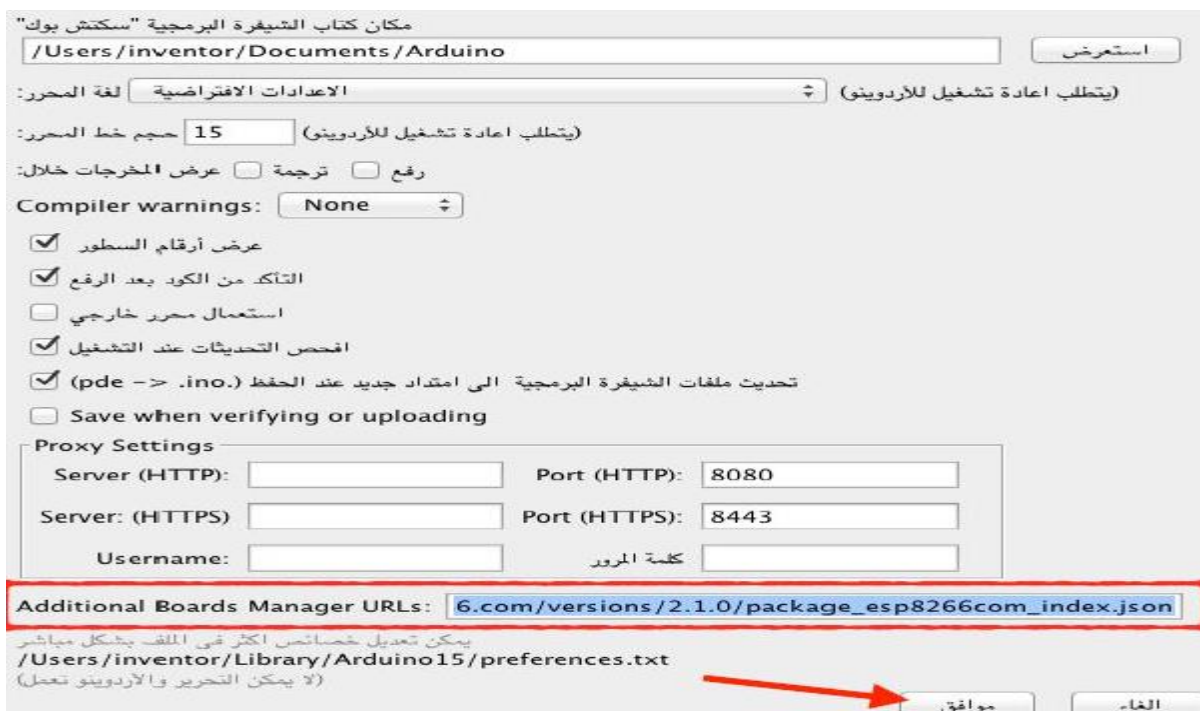 مكان كتاب الشيفرة البرمجية "سكتش بوك"
/Users/inventor/Documents/Arduino استعرض
لغة المحرر: الاعدادات الافتراضية (يتطلب اعادة تشغيل للأردوينو)
حجم خط المحرر: 15 (يتطلب اعادة تشغيل للأردوينو)
عرض المخرجات خلال: ترجمة رفع
Compiler warnings: None
عرض أرقام السطور
التأكد من الكود بعد الرفع
استعمال محرر خارجي
افحص التحديثات عند التشغيل
تحديث ملفات الشيفرة البرمجية الى امتداد جديد عند الحفظ (.pde -> .ino)
Save when verifying or uploading
Proxy Settings
Server (HTTP): Port (HTTP): 8080
Server: (HTTPS) Port (HTTPS): 8443
Username: كلمة المرور
Additional Boards Manager URLs: 6.com/versions/2.1.0/package_esp8266com_index.json
يمكن تعديل خصائص اكثر في الملف بشكل مباشر
/Users/inventor/Library/Arduino15/preferences.txt
(لا يمكن التحرير والأردوينو تعمل)
موافق الغاء